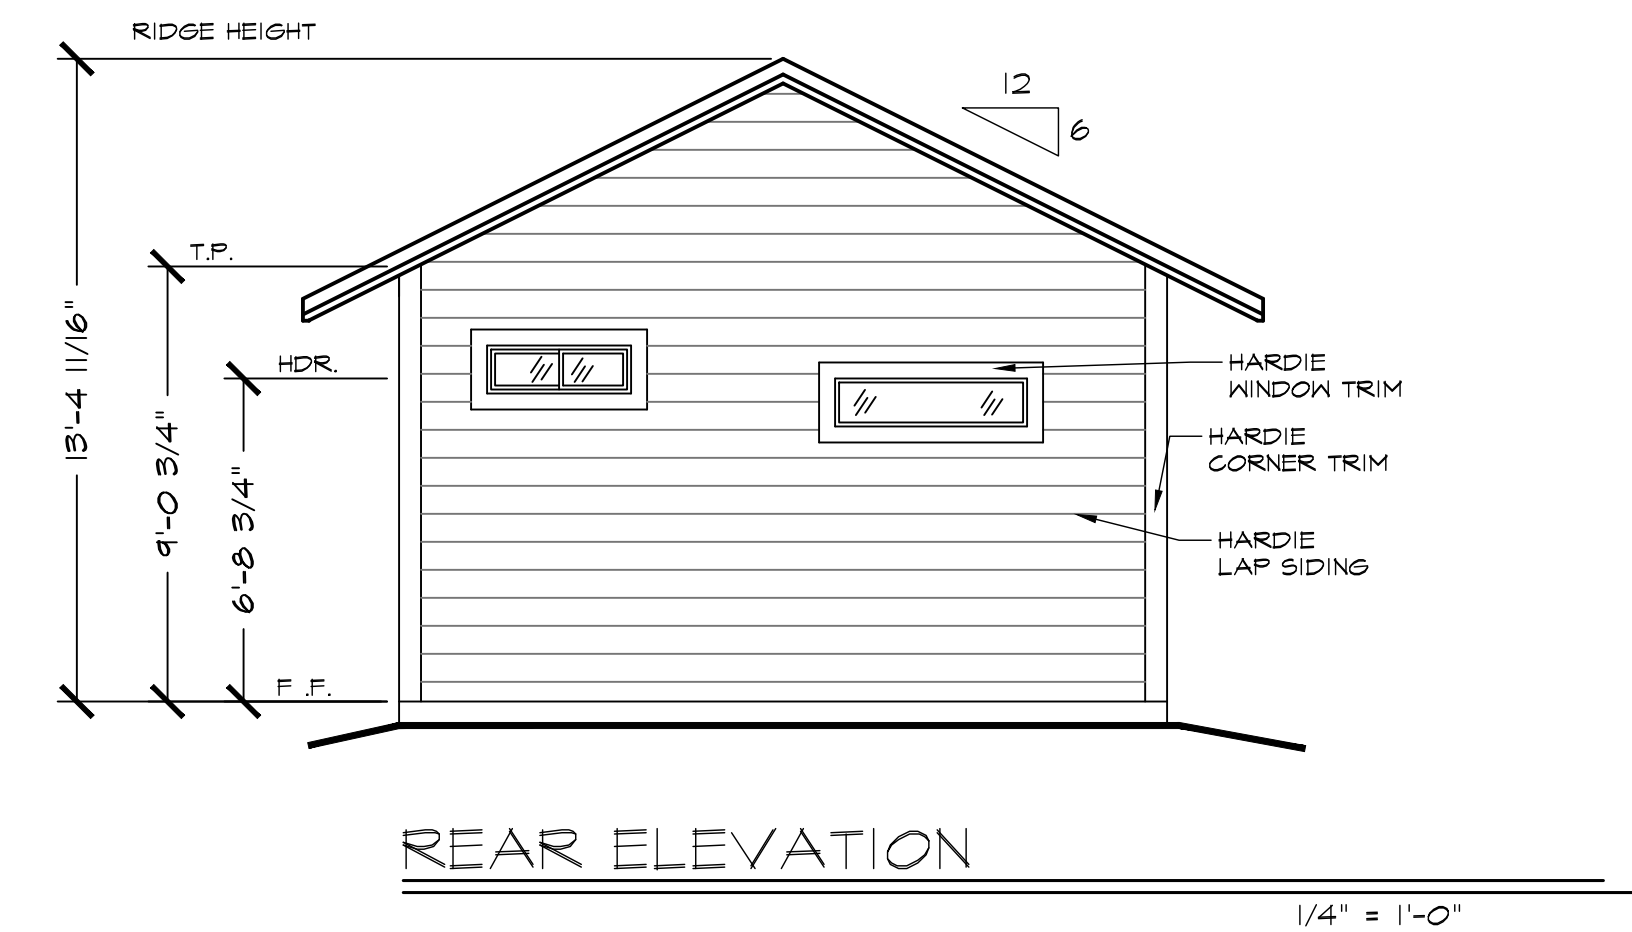 RIDGE HEIGHT
12
6
T.P.
13'-4 11/16"
HDR.
HARDIE
WINDOW TRIM
9'-0 3/4"
HARDIE
CORNER TRIM
6'-8 3/4"
HARDIE
LAP SIDING
F .F.
REAR ELEVATION
1/4" = 1'-0"